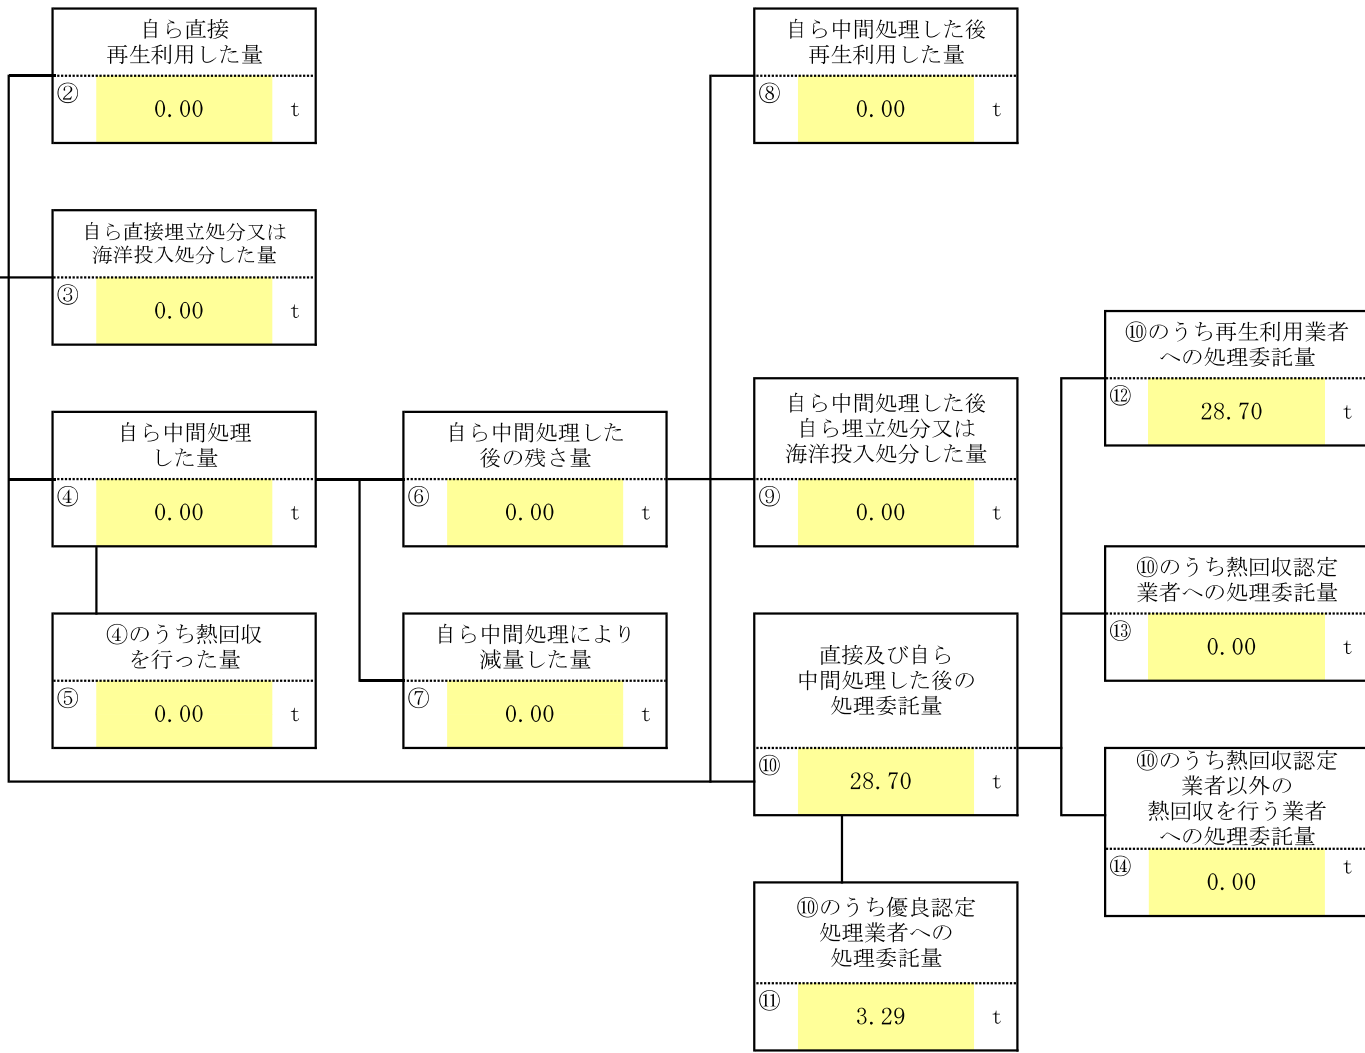 自ら直接
再生利用した量
②
0.00
t
自ら直接埋立処分又は
海洋投入処分した量
③
0.00
t
自ら中間処理
した量
④
0.00
t
④のうち熱回収
を行った量
⑤
0.00
t
自ら中間処理した
後の残さ量
⑥
0.00
t
自ら中間処理により
減量した量
⑦
0.00
t
自ら中間処理した後
再生利用した量
⑧
0.00
t
自ら中間処理した後
自ら埋立処分又は
海洋投入処分した量
⑨
0.00
t
直接及び自ら
中間処理した後の
処理委託量
⑩
28.70
t
⑩のうち優良認定
処理業者への
処理委託量
⑪
3.29
t
⑩のうち再生利用業者
への処理委託量
⑫
28.70
t
⑩のうち熱回収認定
業者への処理委託量
⑬
0.00
t
⑩のうち熱回収認定
業者以外の
熱回収を行う業者
への処理委託量
⑭
0.00
t